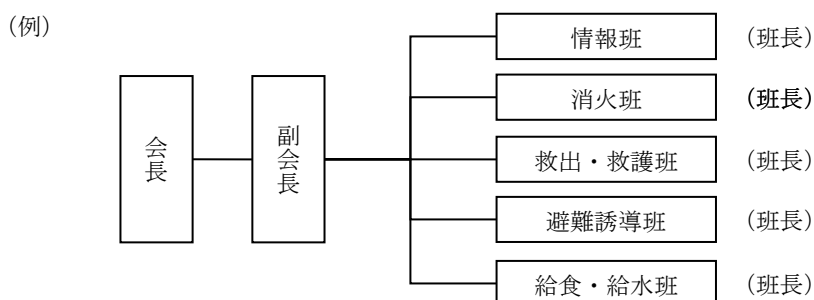 （例）
会長
副会長
情報班 （班長）
消火班 （班長）
救出・救護班 （班長）
避難誘導班 （班長）
給食・給水班 （班長）